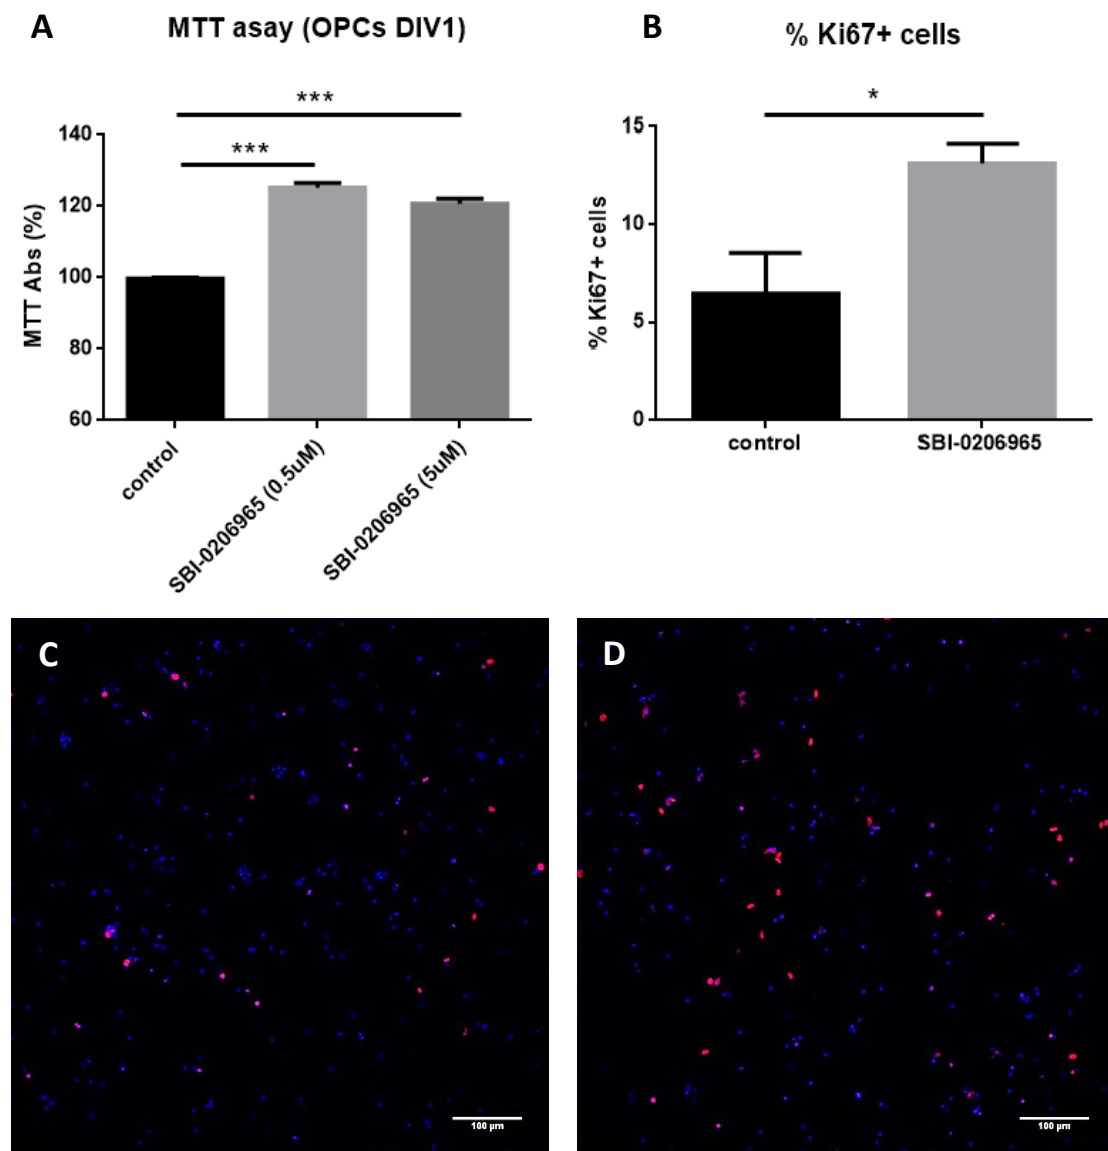 A
MTT asay (OPCs DIV1)
***
***
140
120
100
80
60
MTT Abs (%)
control
SBI-0206965 (0.5uM)
SBI-0206965 (5uM)
B
% Ki67+ cells
*
15
10
5
0
% Ki67+ cells
control
SBI-0206965
C
100 µm
D
100 µm